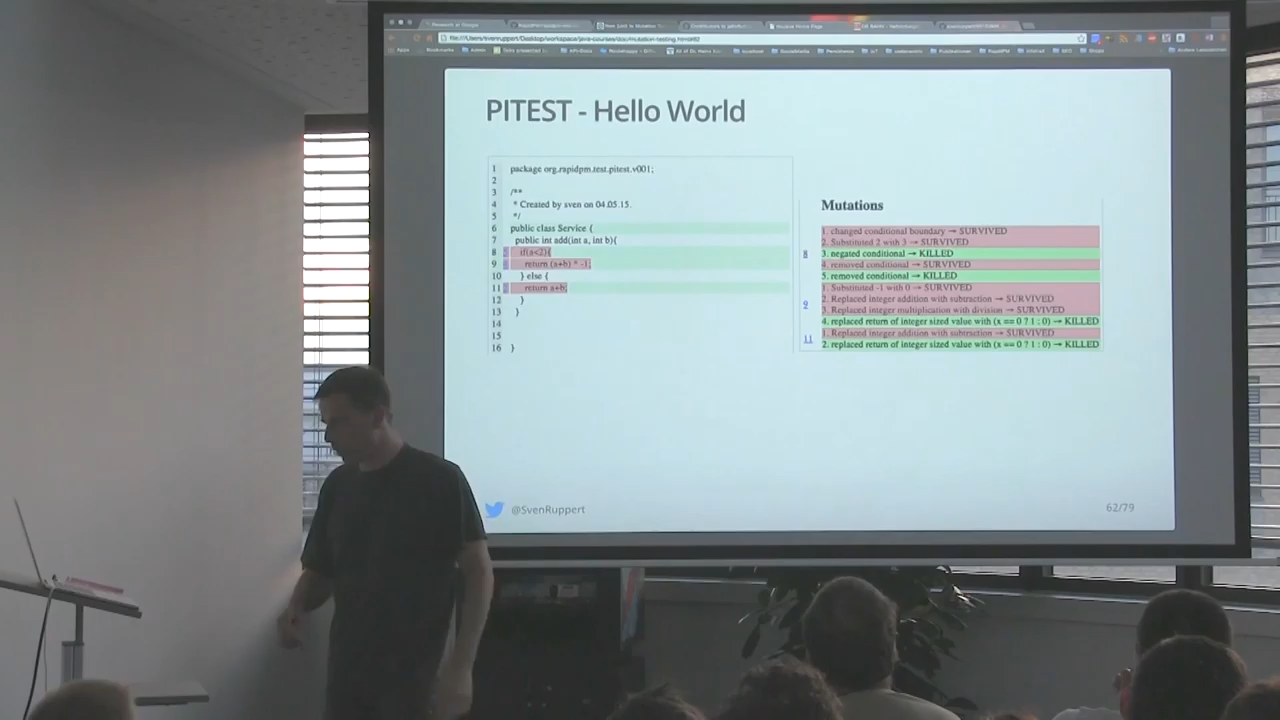 Research at Google
Apps
Bookmarks
Admin
PITEST - Hello World
1 package org.rapidpm.test.pitest.v001;
2
3 /**
4 * Created by sven on 04.05.15.
5 */
6 public class Service {
7 public int add(int a, int b){
8 if(a<2){
9 return (a+b) * -1;
10 } else {
11 return a+b;
12 }
13 }
14
15
16 }
Mutations
8
1. changed conditional boundary → SURVIVED
2. Substituted 2 with 3 → SURVIVED
3. negated conditional → KILLED
4. removed conditional → SURVIVED
5. removed conditional → KILLED
9
1. Substituted -1 with 0 → SURVIVED
2. Replaced integer addition with subtraction → SURVIVED
3. Replaced integer multiplication with division → SURVIVED
4. replaced return of integer sized value with (x == 0 ? 1 : 0) → KILLED
11
1. Replaced integer addition with subtraction → SURVIVED
2. replaced return of integer sized value with (x == 0 ? 1 : 0) → KILLED
@SvenRuppert
62/79